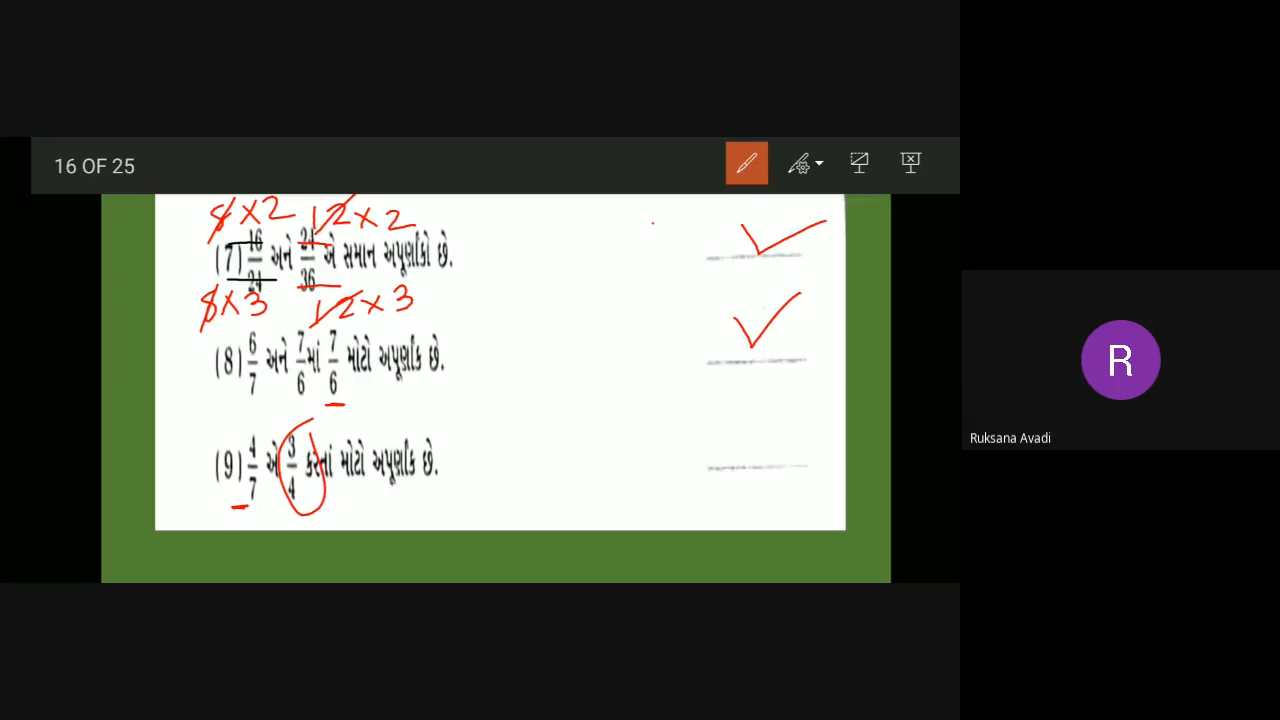 16 OF 25
8 × 2 12 × 2
(7) 16/24 અને 24/36 એ સમાન અપૂર્ણાંકો છે.
8 × 3 12 × 3
(8) 6/7 અને 7/6 માં 7/6 મોટો અપૂર્ણાંક છે.
(9) 4/7 એ 3/4 કરતાં મોટો અપૂર્ણાંક છે.
R
Ruksana Avadi